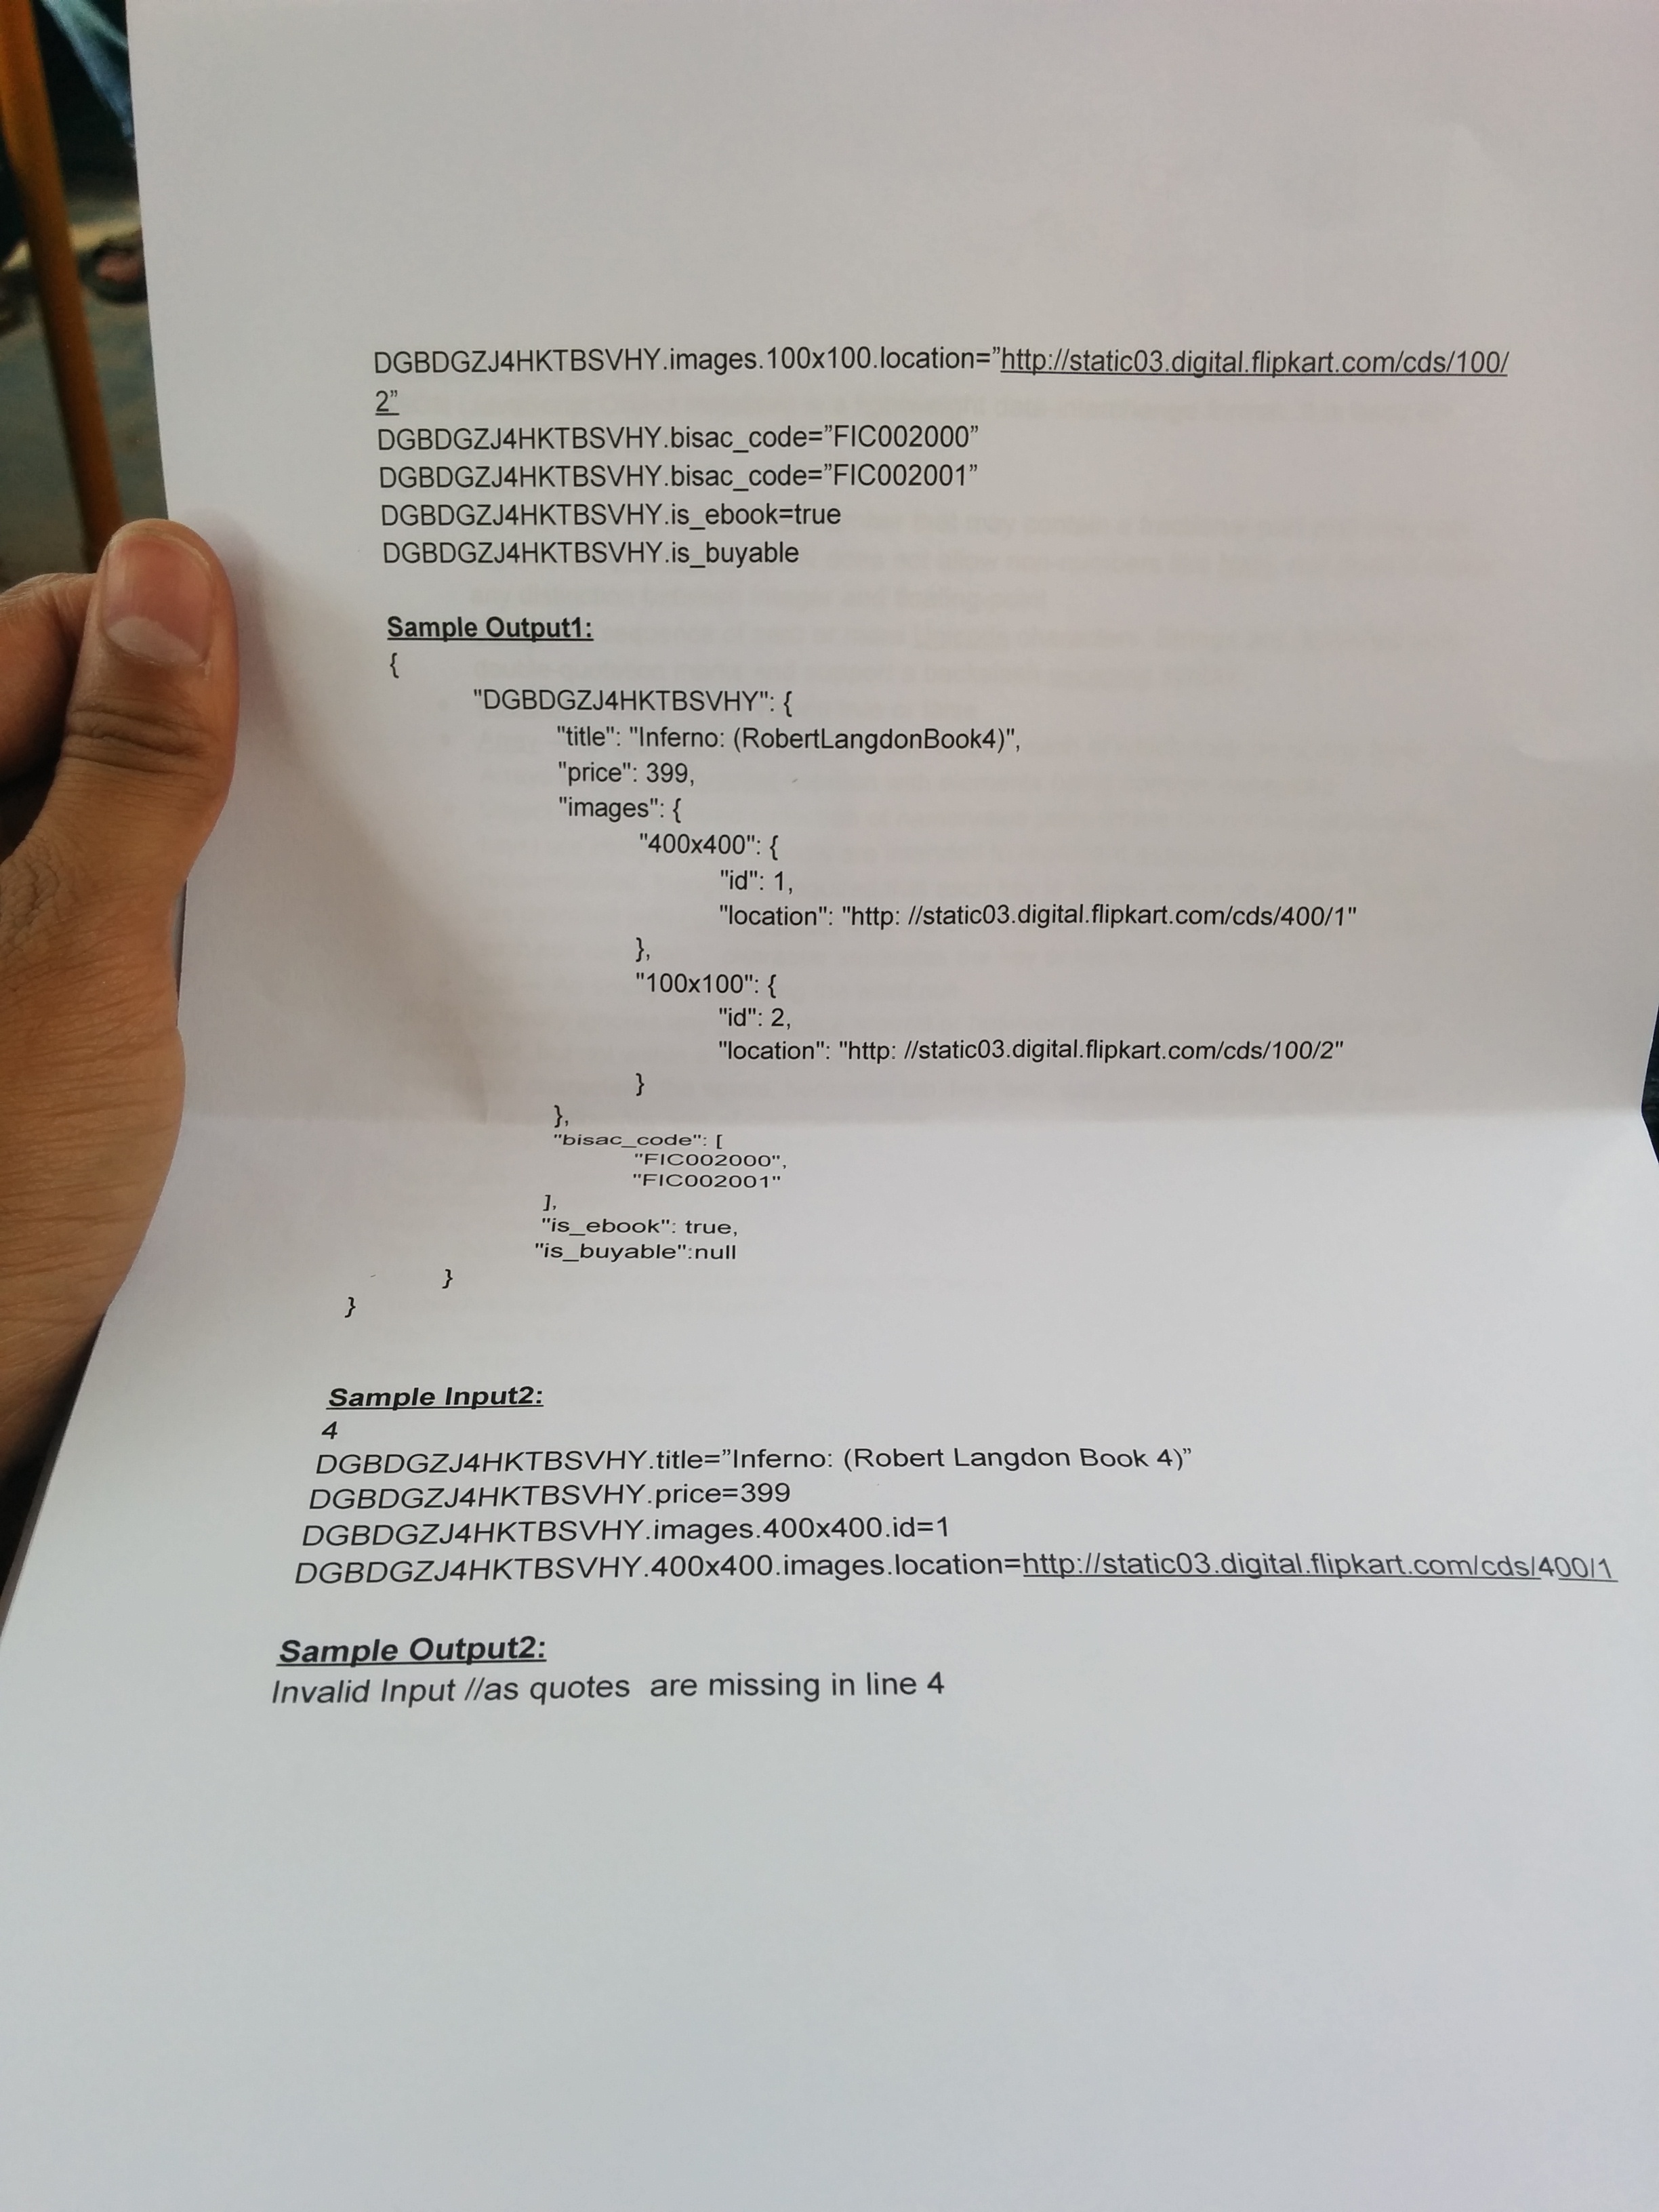 DGBDGZJ4HKTBSVHY.images.100x100.location=”http://static03.digital.flipkart.com/cds/100/
2”
DGBDGZJ4HKTBSVHY.bisac_code=”FIC002000”
DGBDGZJ4HKTBSVHY.bisac_code=”FIC002001”
DGBDGZJ4HKTBSVHY.is_ebook=true
DGBDGZJ4HKTBSVHY.is_buyable
Sample Output1:
{
"DGBDGZJ4HKTBSVHY": {
"title": "Inferno: (RobertLangdonBook4)",
"price": 399,
"images": {
"400x400": {
"id": 1,
"location": "http: //static03.digital.flipkart.com/cds/400/1"
},
"100x100": {
"id": 2,
"location": "http: //static03.digital.flipkart.com/cds/100/2"
}
},
"bisac_code": [
"FIC002000",
"FIC002001"
],
"is_ebook": true,
"is_buyable":null
}
}
Sample Input2:
4
DGBDGZJ4HKTBSVHY.title=”Inferno: (Robert Langdon Book 4)”
DGBDGZJ4HKTBSVHY.price=399
DGBDGZJ4HKTBSVHY.images.400x400.id=1
DGBDGZJ4HKTBSVHY.400x400.images.location=http://static03.digital.flipkart.com/cds/400/1
Sample Output2:
Invalid Input //as quotes  are missing in line 4